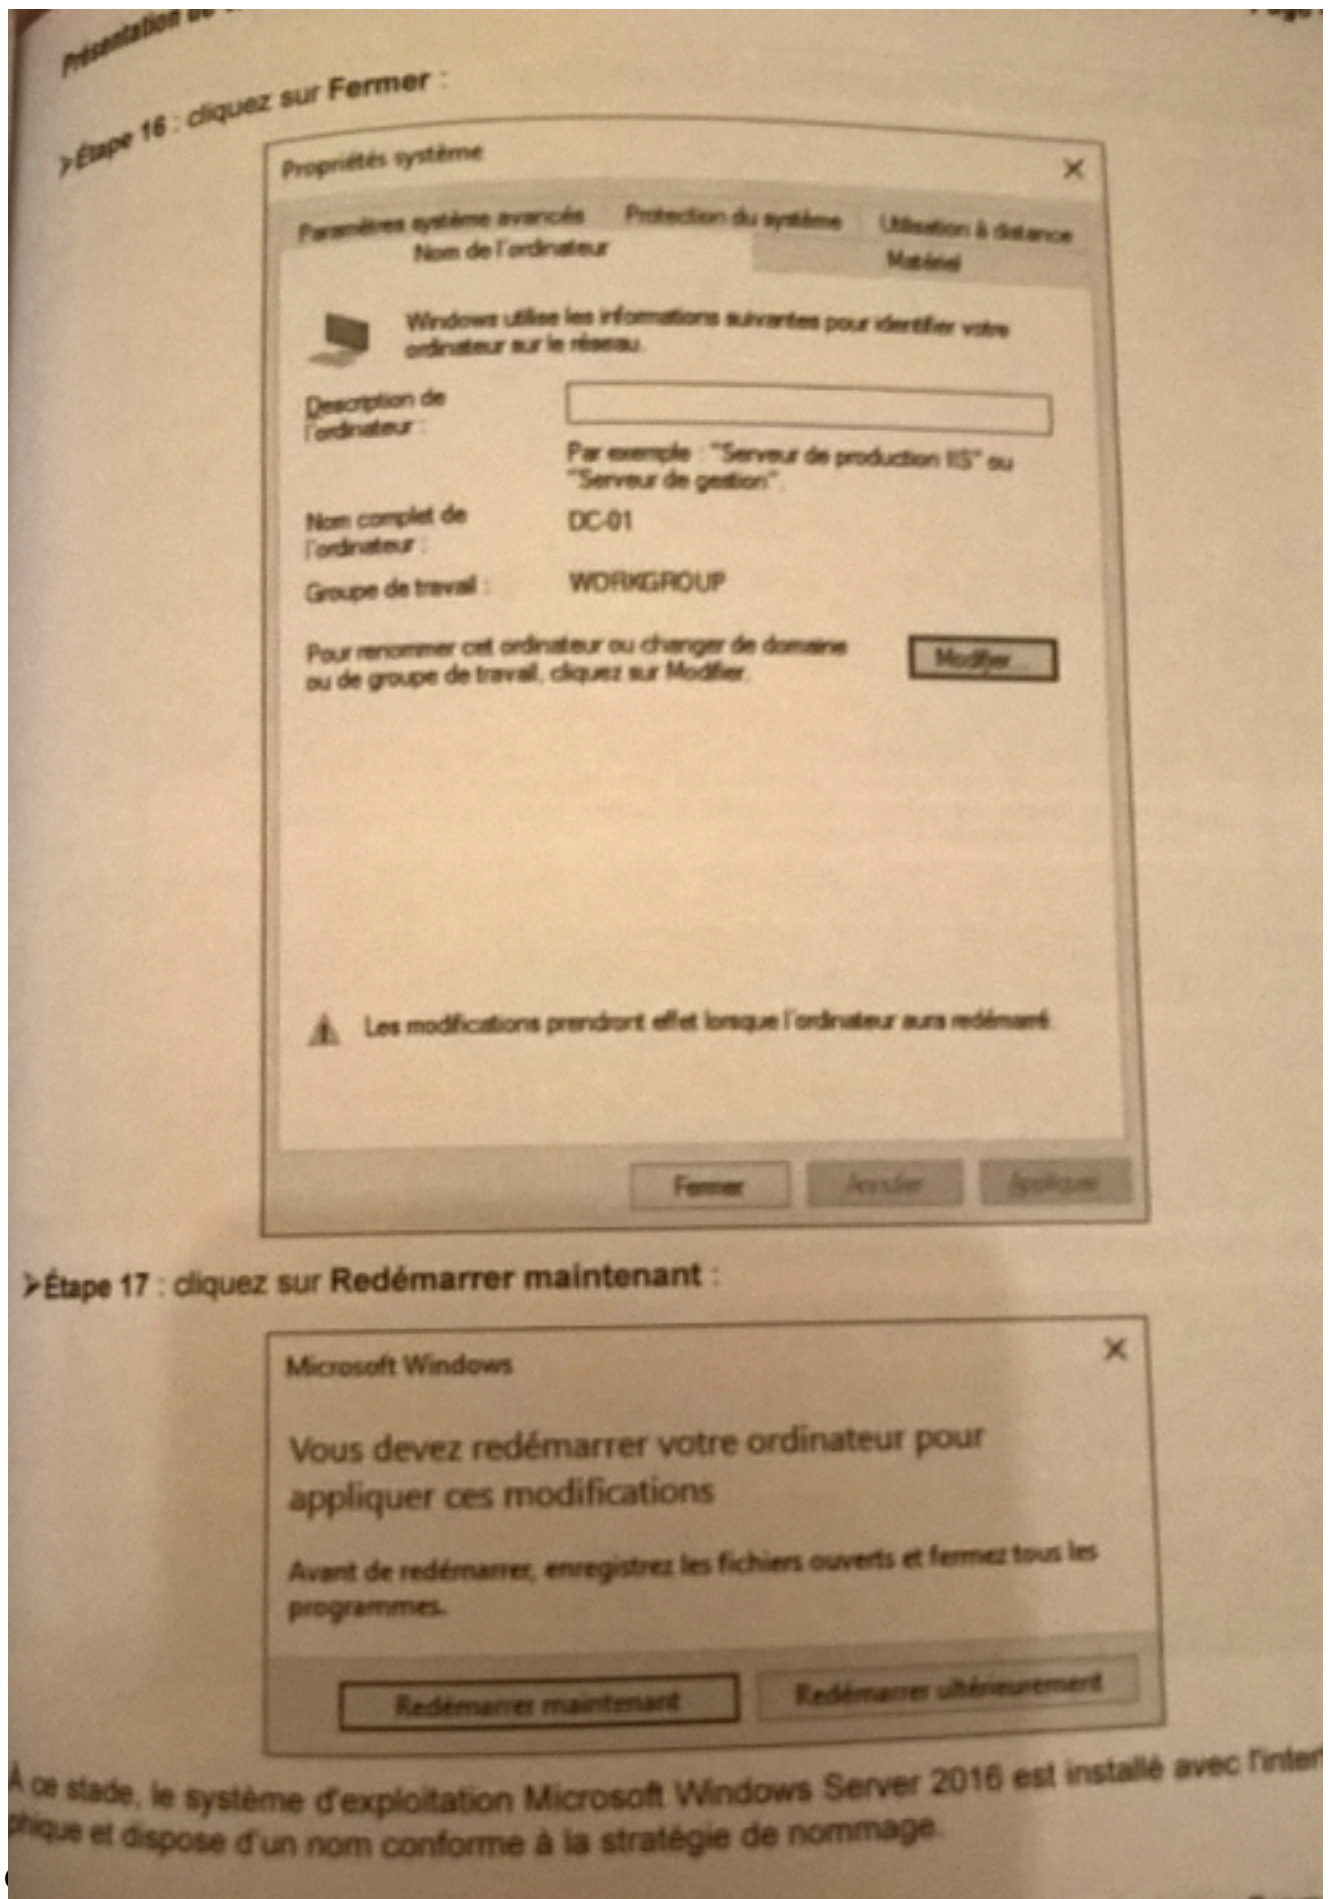 Présentation
➢Étape 16 : cliquez sur Fermer :
Propriétés système
Paramètres système avancés Protection du système Utilisation à distance
Nom de l'ordinateur Matériel
Windows utilise les informations suivantes pour identifier votre
ordinateur sur le réseau.
Description de
l'ordinateur :
Par exemple : "Serveur de production IIS" ou
"Serveur de gestion".
Nom complet de
l'ordinateur :
DC-01
Groupe de travail : WORKGROUP
Pour renommer cet ordinateur ou changer de domaine
ou de groupe de travail, cliquez sur Modifier.
Modifier...
Les modifications prendront effet lorsque l'ordinateur aura redémarré.
Fermer Annuler Appliquer
➢Étape 17 : cliquez sur Redémarrer maintenant :
Microsoft Windows
Vous devez redémarrer votre ordinateur pour
appliquer ces modifications
Avant de redémarrer, enregistrez les fichiers ouverts et fermez tous les
programmes.
Redémarrer maintenant Redémarrer ultérieurement
À ce stade, le système d'exploitation Microsoft Windows Server 2016 est installé avec l'inter
phique et dispose d'un nom conforme à la stratégie de nommage.